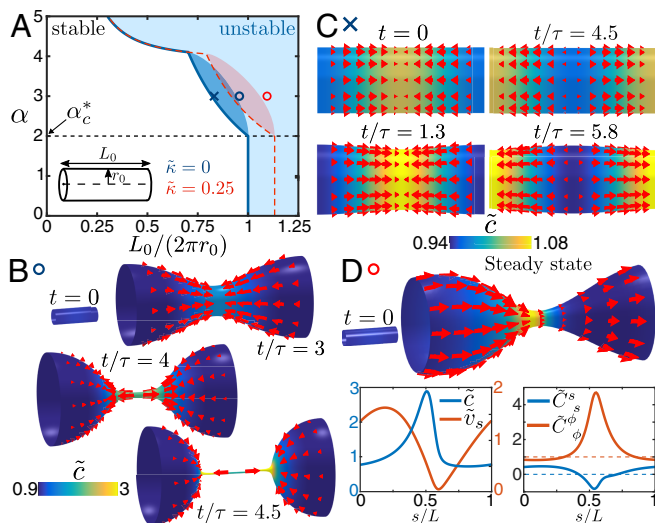 A
stable
unstable
5
4
3
2
1
0
α
α*c
L0
r0
κ̃ = 0
κ̃ = 0.25
0 0.25 0.5 0.75 1 1.25
L0/(2πr0)
B
t = 0
t/τ = 3
t/τ = 4
c̃
0.9 3
t/τ = 4.5
C
t = 0
t/τ = 4.5
t/τ = 1.3
t/τ = 5.8
c̃
0.94 1.08
D
Steady state
t = 0
3
2
1
0
c̃
ṽs
2
1
0
0 0.5 1
s/L
4
2
0
C̃ss
C̃φφ
0 0.5 1
s/L